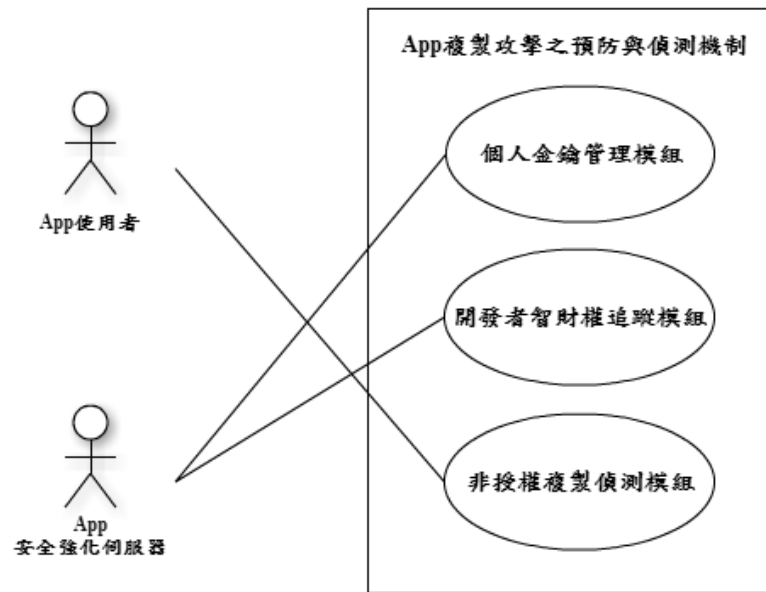 App複製攻擊之預防與偵測機制
個人金鑰管理模組
App使用者
開發者智財權追蹤模組
非授權複製偵測模組
App
安全強化伺服器